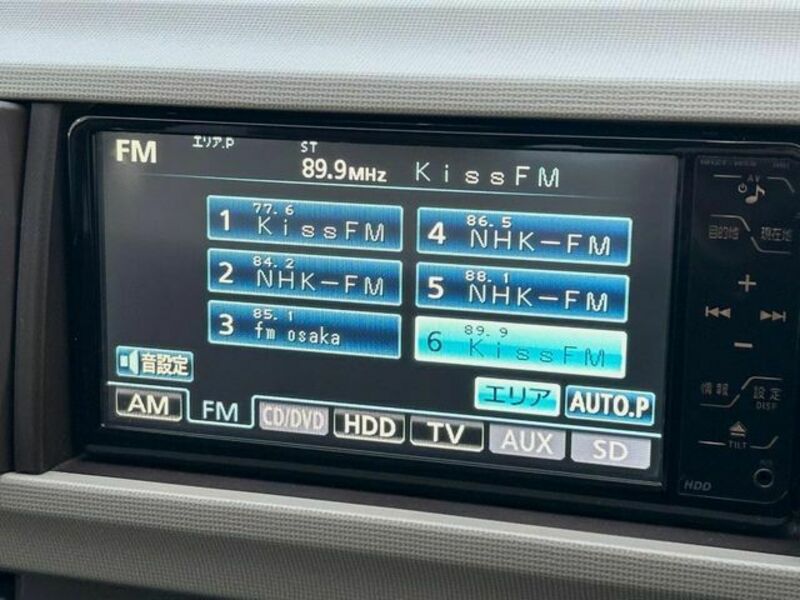 FM エリア.P ST
89.9MHz KissFM
1 77.6 KissFM
2 84.2 NHK-FM
3 85.1 fm osaka
4 86.5 NHK-FM
5 88.1 NHK-FM
6 89.9 KissFM
音設定
エリア AUTO.P
AM FM CD/DVD HDD TV AUX SD
AV
目的地 現在地
+
-
情報 設定
DISP
TILT
HDD